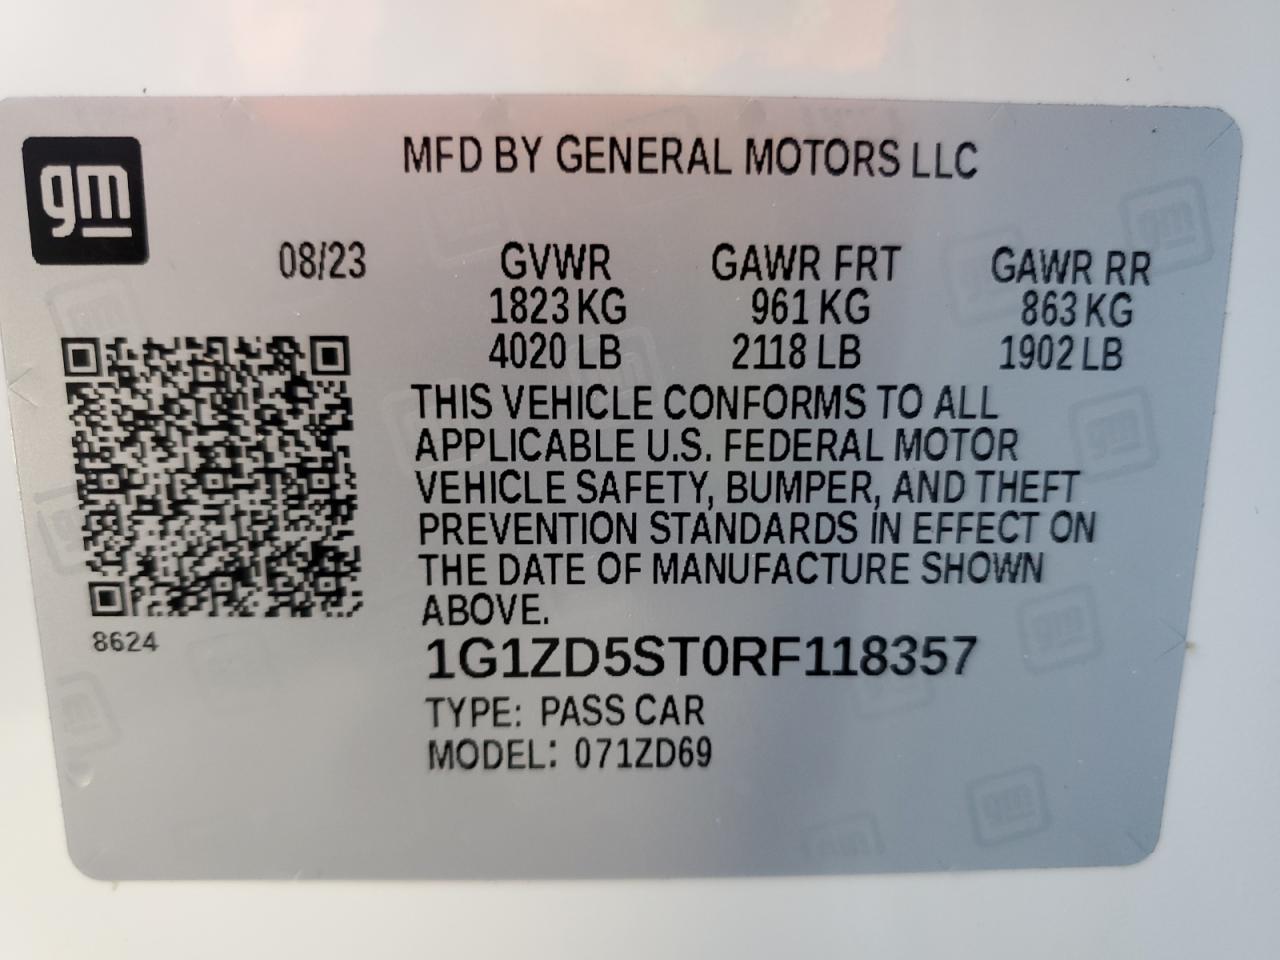 MFD BY GENERAL MOTORS LLC
gm
08/23 GVWR GAWR FRT GAWR RR
1823 KG 961 KG 863 KG
4020 LB 2118 LB 1902 LB
THIS VEHICLE CONFORMS TO ALL
APPLICABLE U.S. FEDERAL MOTOR
VEHICLE SAFETY, BUMPER, AND THEFT
PREVENTION STANDARDS IN EFFECT ON
THE DATE OF MANUFACTURE SHOWN
ABOVE.
8624
1G1ZD5ST0RF118357
TYPE: PASS CAR
MODEL: 071ZD69